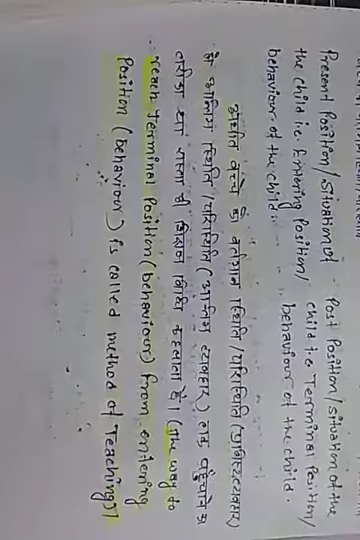 Present Position/Situation of
the child i.e. Entering Position/
behaviour of the child.
Post Position/situation of the
child i.e Terminal Position/
behaviour of the child.
अर्थात बच्चे की वर्तमान स्थिति/परिस्थिति (प्रविष्ट व्यवहार)
से अन्तिम स्थिति/परिस्थिति (अन्तिम व्यवहार) तक पहुँचाने का
तरीका या रास्ता ही शिक्षण विधि कहलाता है। (The way to
reach Terminal Position (behaviour) from entering
Position (behaviour) is called method of Teaching)।